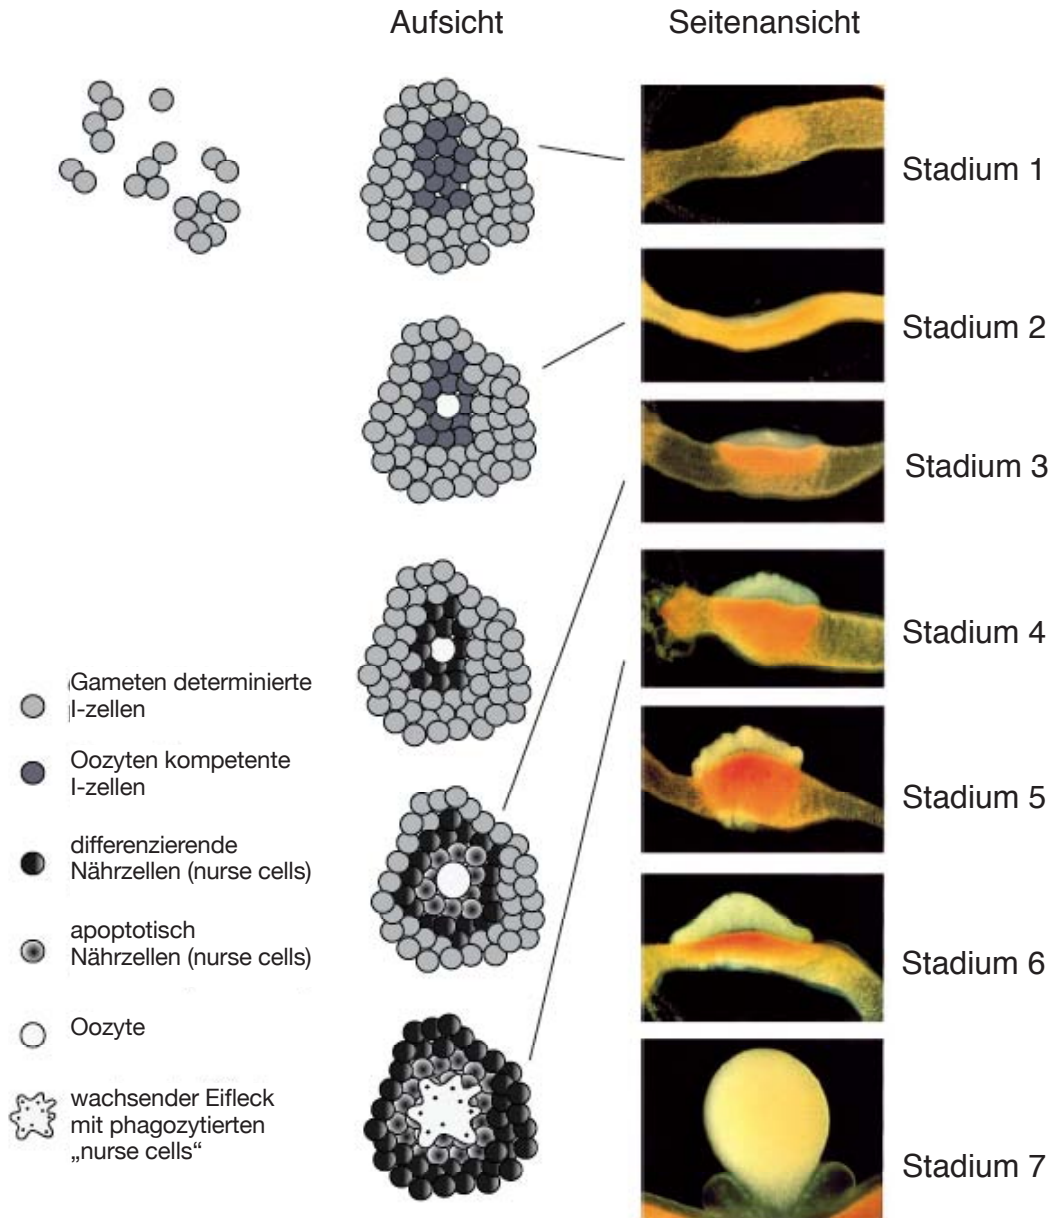 Aufsicht
Seitenansicht
Stadium 1
Stadium 2
Stadium 3
Stadium 4
Stadium 5
Stadium 6
Stadium 7
Gameten determinierte
I-zellen
Oozyten kompetente
I-zellen
differenzierende
Nährzellen (nurse cells)
apoptotisch
Nährzellen (nurse cells)
Oozyte
wachsender Eifleck
mit phagozytierten
„nurse cells“